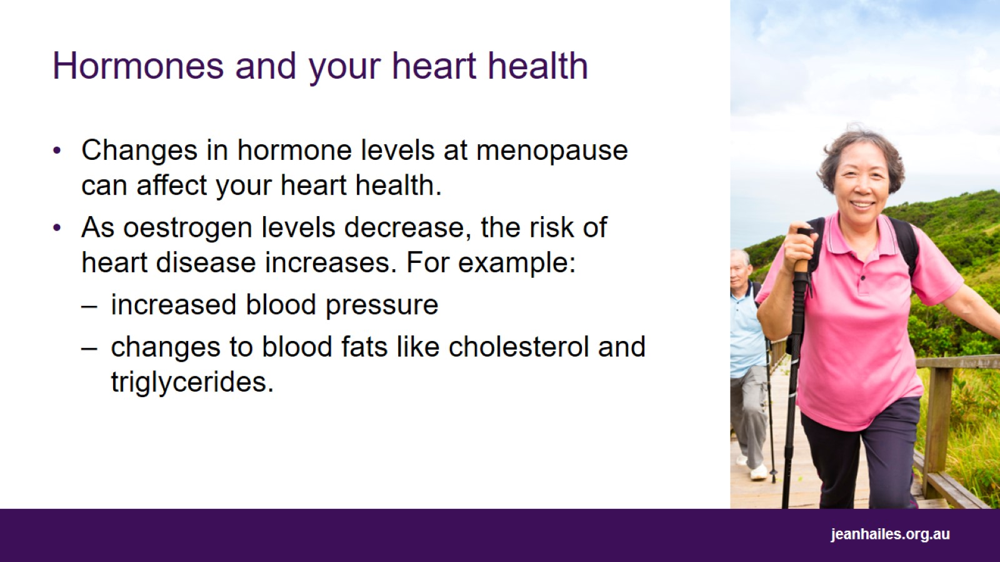 Hormones and your heart health
• Changes in hormone levels at menopause
can affect your heart health.
• As oestrogen levels decrease, the risk of
heart disease increases. For example:
– increased blood pressure
– changes to blood fats like cholesterol and
triglycerides.
jeanhailes.org.au